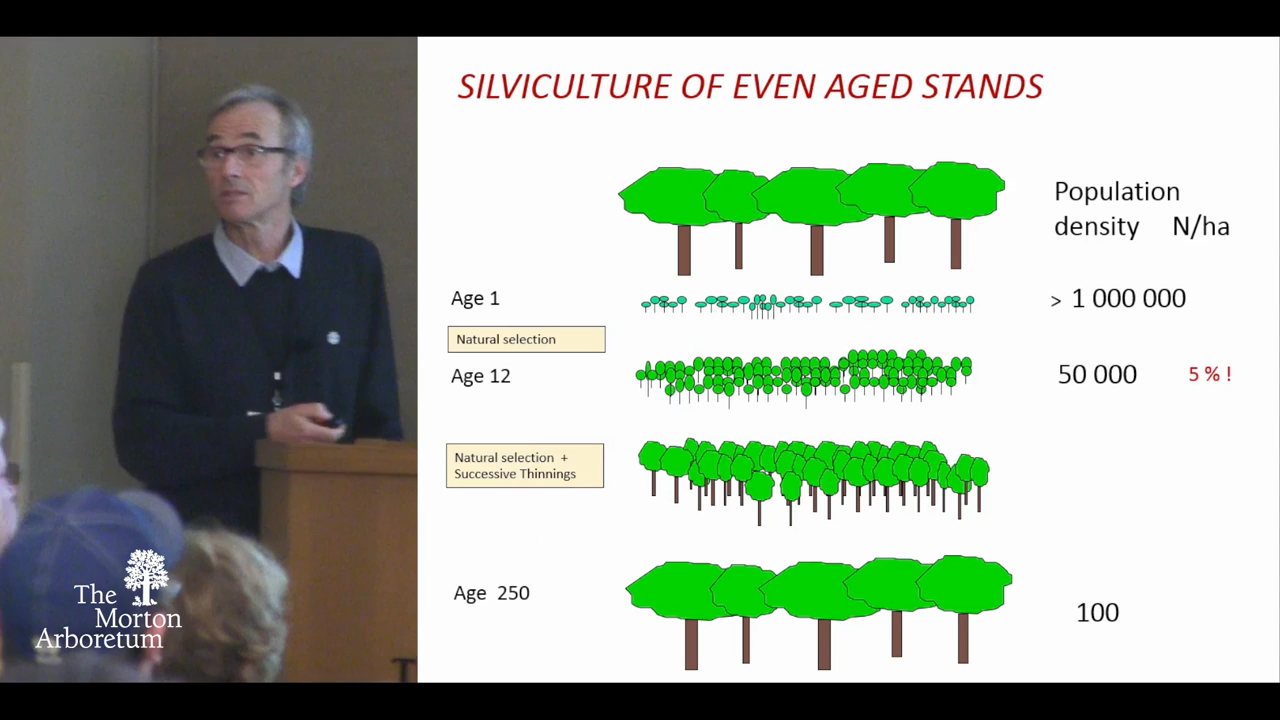 SILVICULTURE OF EVEN AGED STANDS
Population
density N/ha
Age 1
> 1 000 000
Natural selection
Age 12
50 000
5 % !
Natural selection +
Successive Thinnings
Age 250
100
The
Morton
Arboretum